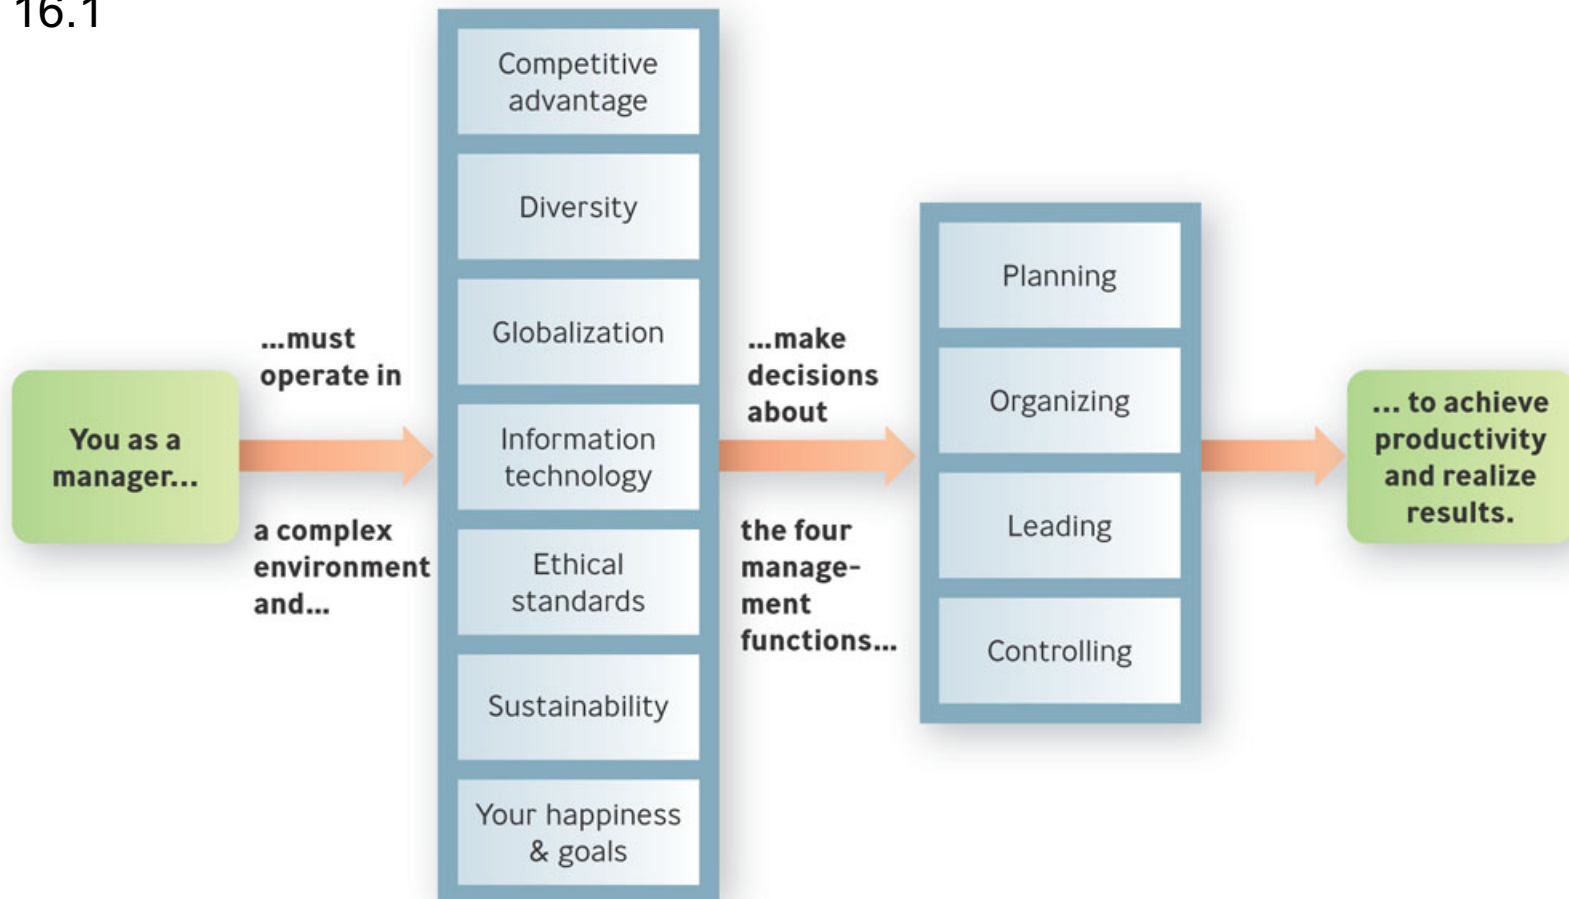 16.1
You as a
manager...
...must
operate in
a complex
environment
and...
Competitive
advantage
Diversity
Globalization
Information
technology
Ethical
standards
Sustainability
Your happiness
& goals
...make
decisions
about
the four
manage-
ment
functions...
Planning
Organizing
Leading
Controlling
... to achieve
productivity
and realize
results.